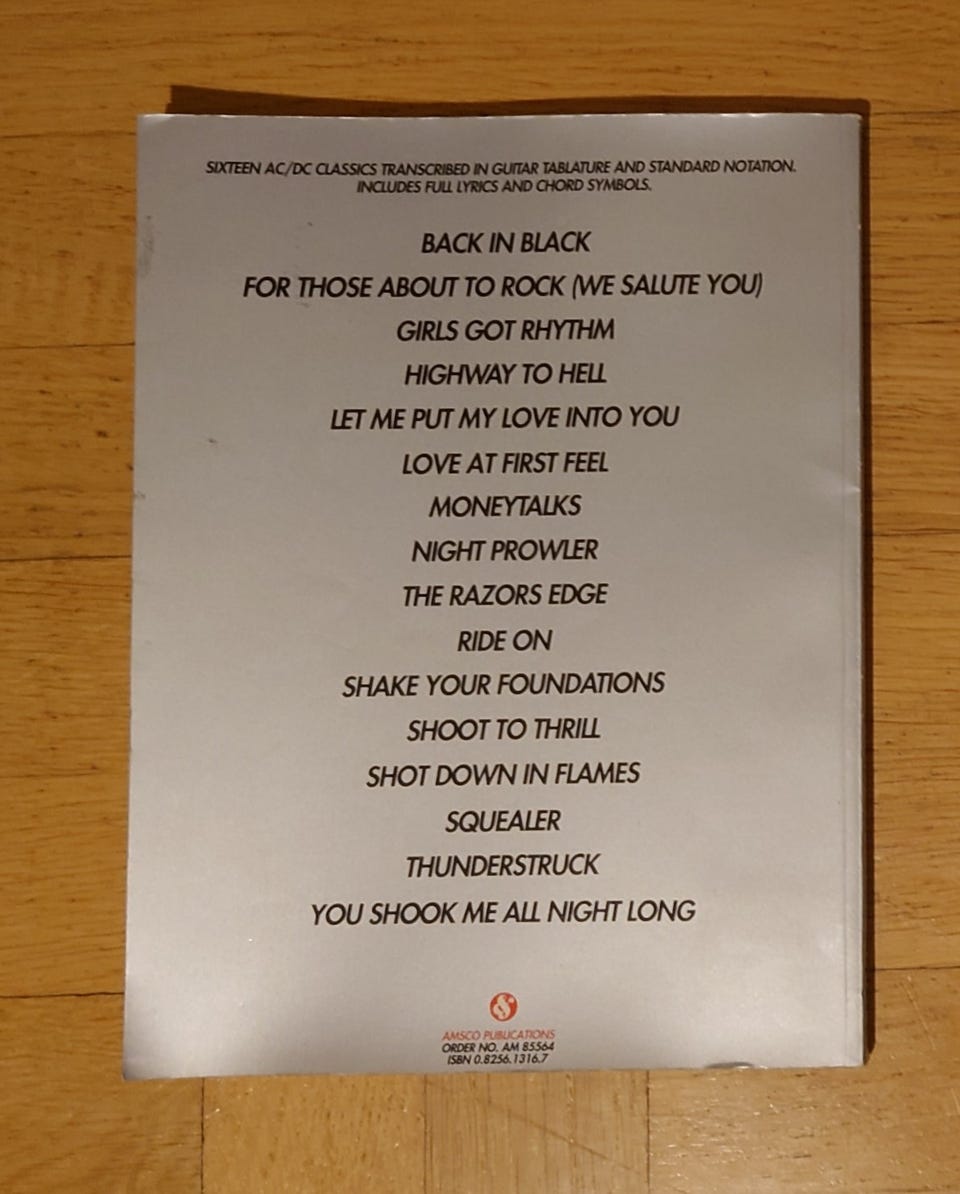 SIXTEEN AC/DC CLASSICS TRANSCRIBED IN GUITAR TABLATURE AND STANDARD NOTATION.
INCLUDES FULL LYRICS AND CHORD SYMBOLS.
BACK IN BLACK
FOR THOSE ABOUT TO ROCK (WE SALUTE YOU)
GIRLS GOT RHYTHM
HIGHWAY TO HELL
LET ME PUT MY LOVE INTO YOU
LOVE AT FIRST FEEL
MONEYTALKS
NIGHT PROWLER
THE RAZORS EDGE
RIDE ON
SHAKE YOUR FOUNDATIONS
SHOOT TO THRILL
SHOT DOWN IN FLAMES
SQUEALER
THUNDERSTRUCK
YOU SHOOK ME ALL NIGHT LONG
AMSCO PUBLICATIONS
ORDER NO. AM 85564
ISBN 0.8256.1316.7